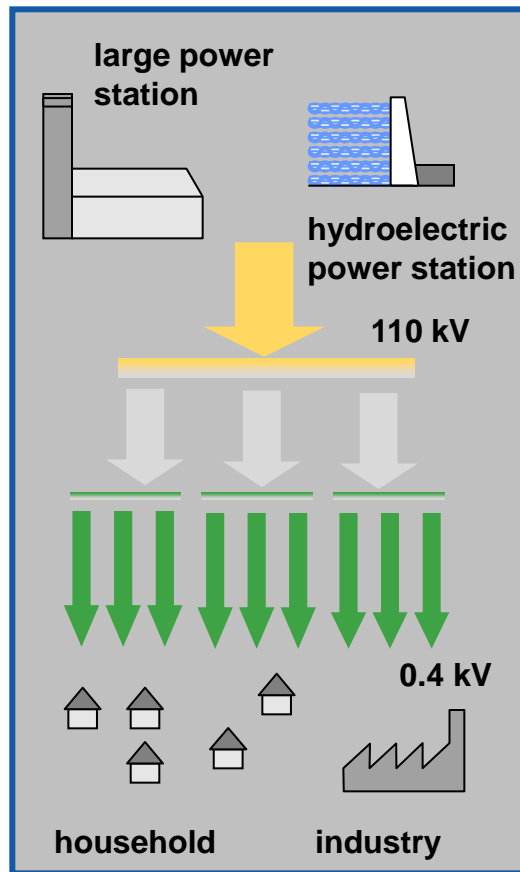 large power
station
hydroelectric
power station
110 kV
0.4 kV
household
industry